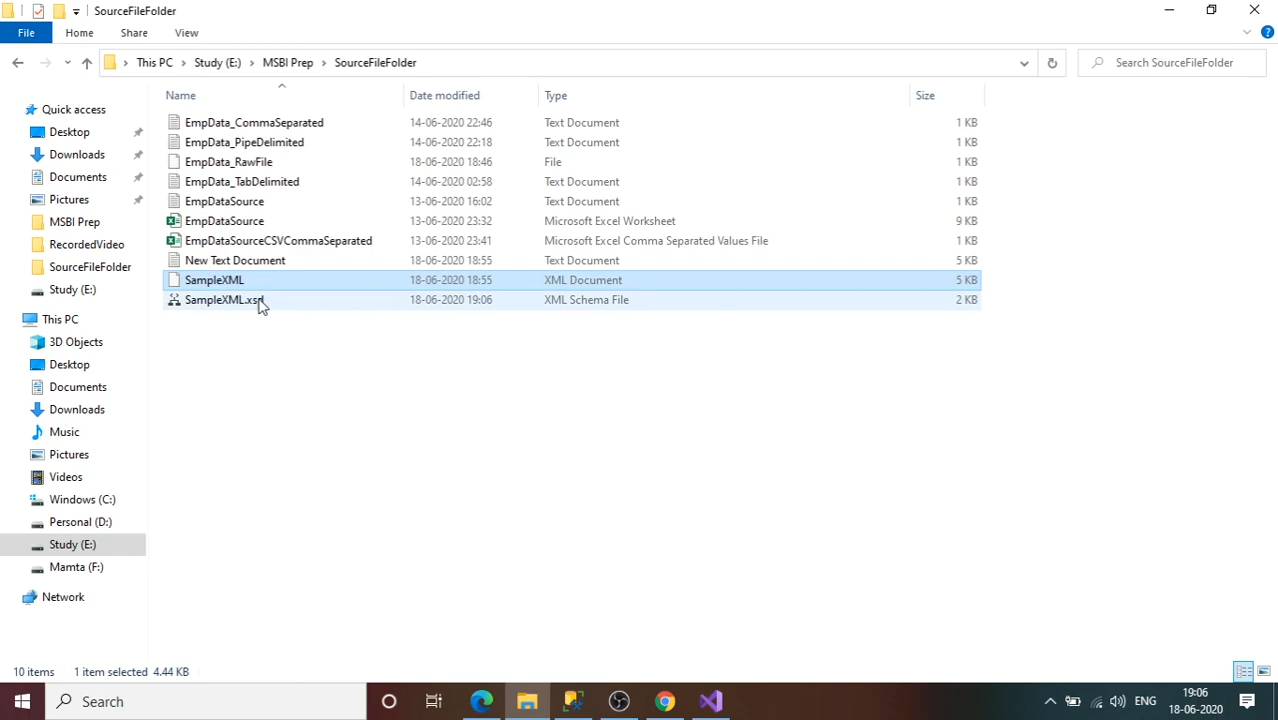 SourceFileFolder
File Home Share View
This PC Study (E:) MSBI Prep SourceFileFolder Search SourceFileFolder
Name Date modified Type Size
Quick access
Desktop
Downloads
Documents
Pictures
MSBI Prep
RecordedVideo
SourceFileFolder
Study (E:)
This PC
3D Objects
Desktop
Documents
Downloads
Music
Pictures
Videos
Windows (C:)
Personal (D:)
Study (E:)
Mamta (F:)
Network
EmpData_CommaSeparated 14-06-2020 22:46 Text Document 1 KB
EmpData_PipeDelimited 14-06-2020 22:18 Text Document 1 KB
EmpData_RawFile 18-06-2020 18:46 File 1 KB
EmpData_TabDelimited 14-06-2020 02:58 Text Document 1 KB
EmpDataSource 13-06-2020 16:02 Text Document 1 KB
EmpDataSource 13-06-2020 23:32 Microsoft Excel Worksheet 9 KB
EmpDataSourceCSVCommaSeparated 13-06-2020 23:41 Microsoft Excel Comma Separated Values File 1 KB
New Text Document 18-06-2020 18:55 Text Document 5 KB
SampleXML 18-06-2020 18:55 XML Document 5 KB
SampleXML.xsd 18-06-2020 19:06 XML Schema File 2 KB
10 items 1 item selected 4.44 KB
Search ENG 19:06
18-06-2020